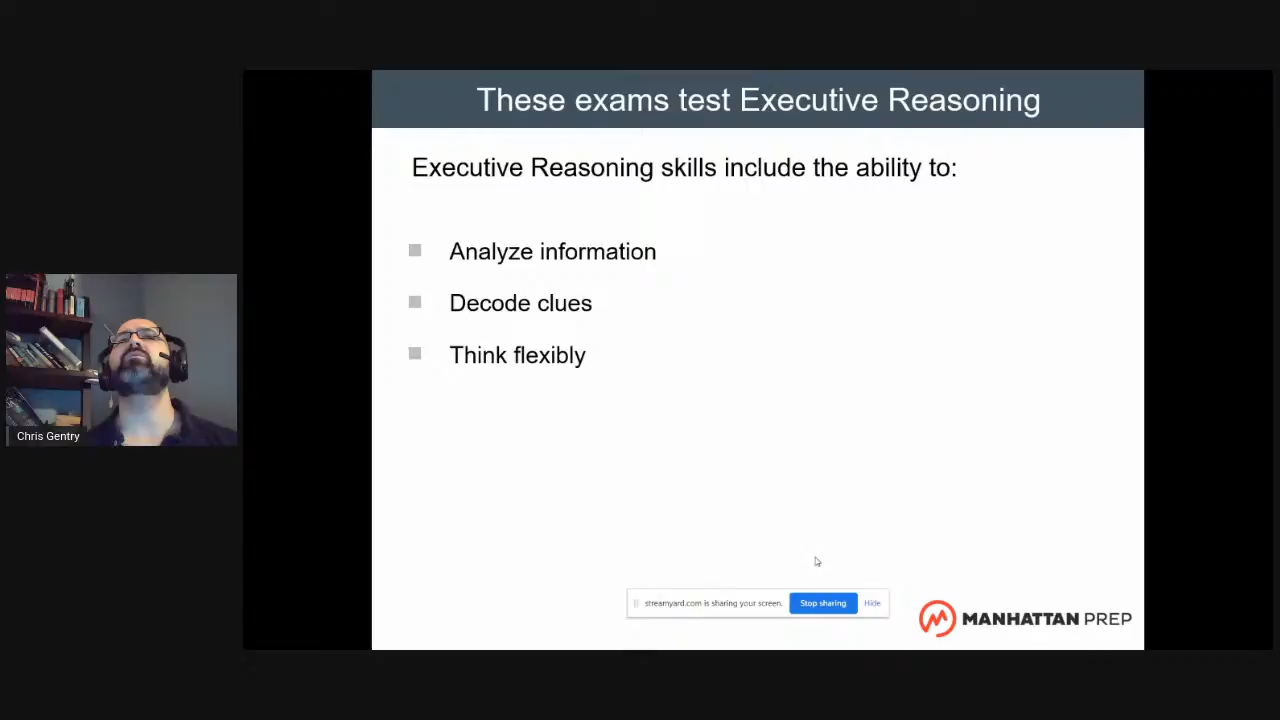 These exams test Executive Reasoning
Executive Reasoning skills include the ability to:
Analyze information
Decode clues
Think flexibly
Chris Gentry
streamyard.com is sharing your screen.
Stop sharing
Hide
MANHATTAN PREP